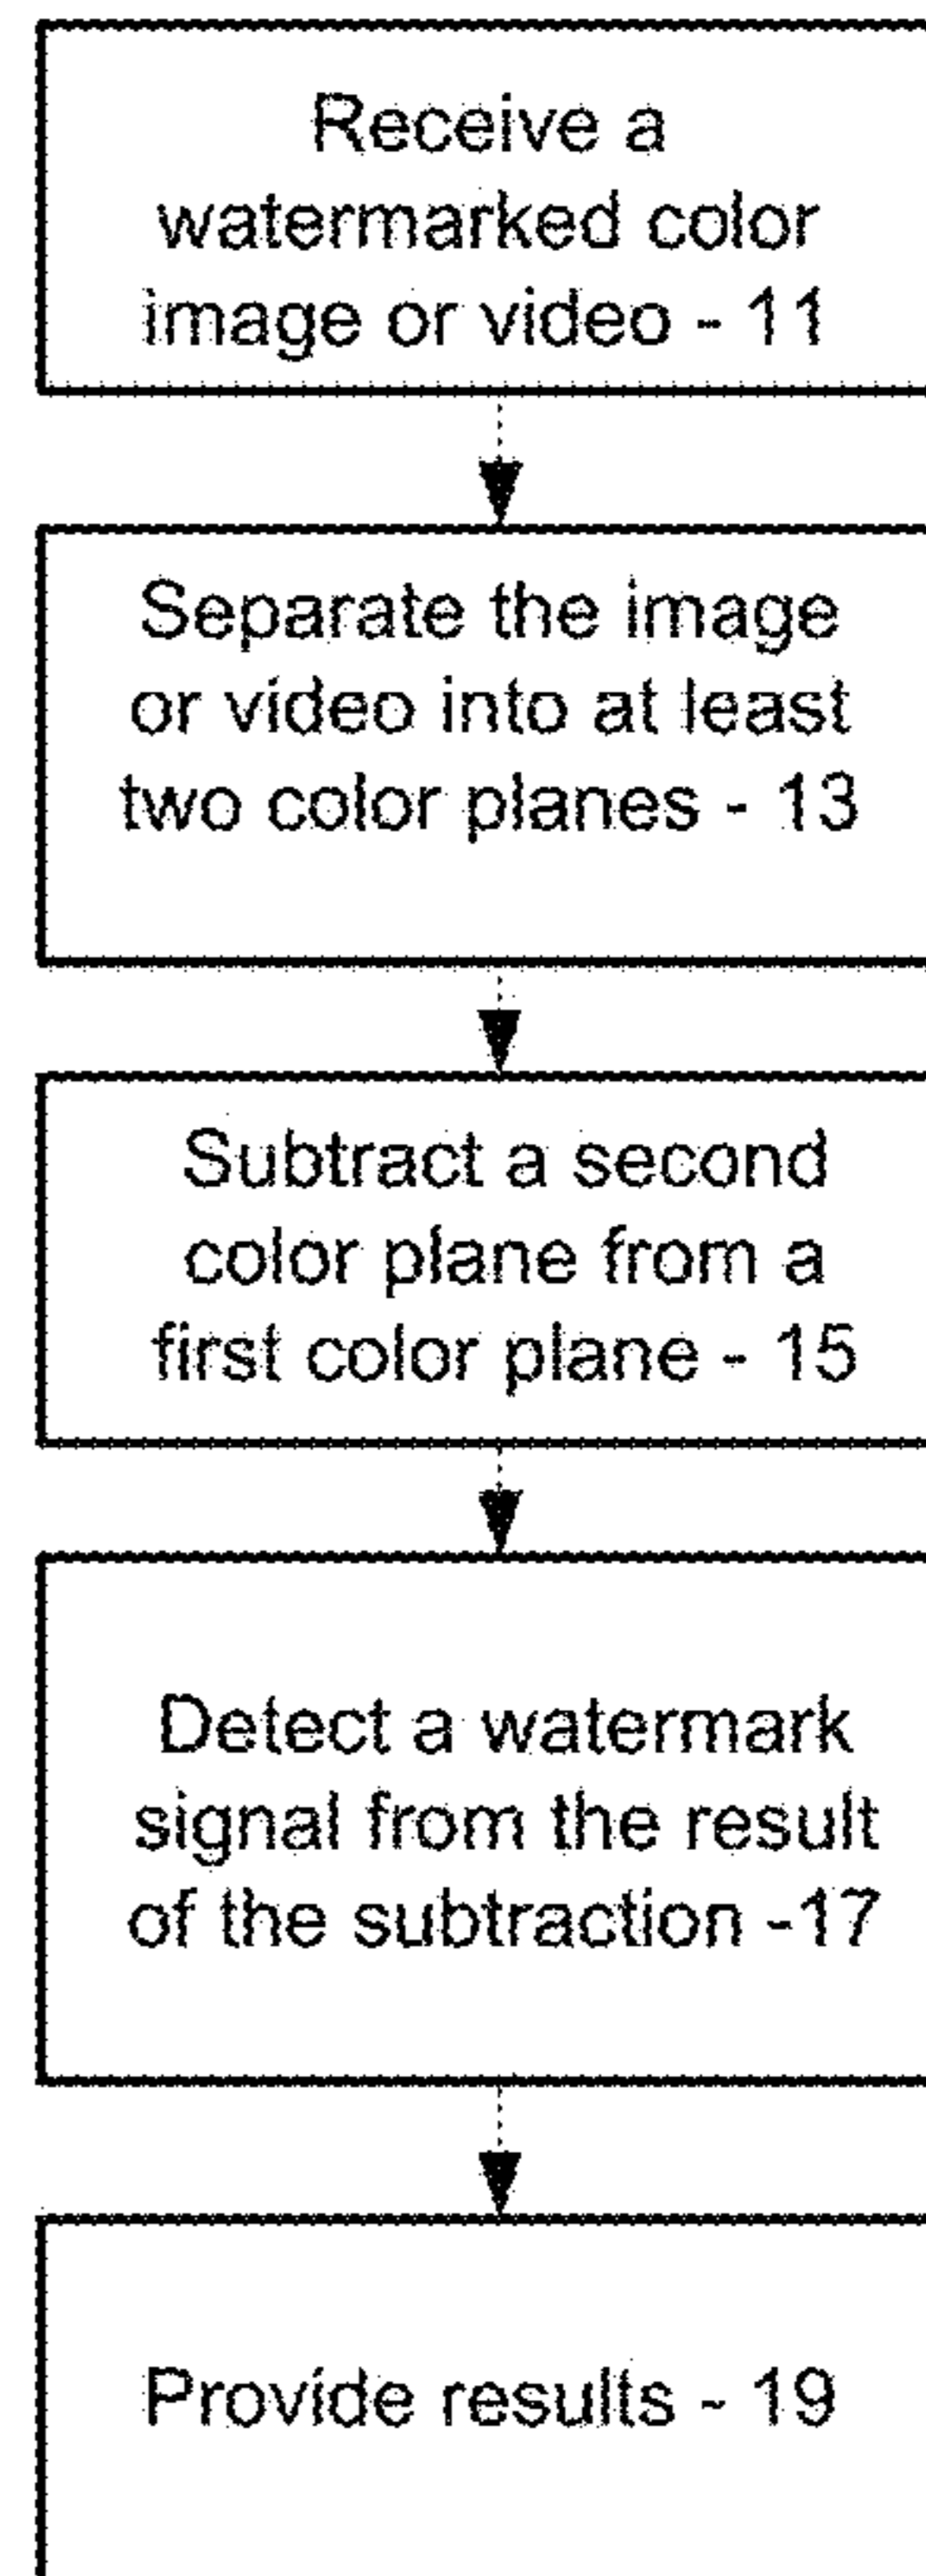 Receive a
watermarked color
image or video - 11
Separate the image
or video into at least
two color planes - 13
Subtract a second
color plane from a
first color plane - 15
Detect a watermark
signal from the result
of the subtraction -17
Provide results - 19